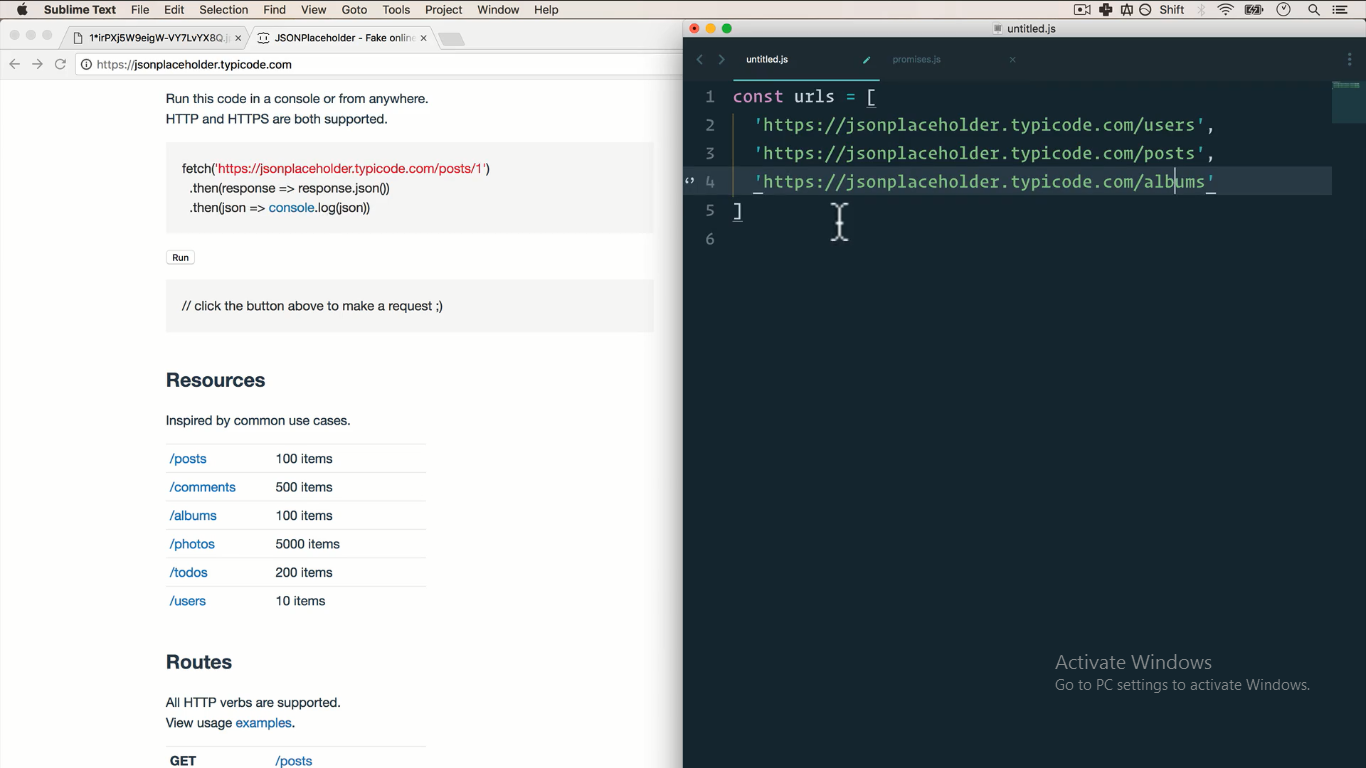 Sublime Text File Edit Selection Find View Goto Tools Project Window Help Shift
1*irPXj5W9eigW-VY7LvYX8Q.j × JSONPlaceholder - Fake online ×
https://jsonplaceholder.typicode.com
Run this code in a console or from anywhere.
HTTP and HTTPS are both supported.
fetch('https://jsonplaceholder.typicode.com/posts/1')
.then(response => response.json())
.then(json => console.log(json))
Run
// click the button above to make a request ;)
Resources
Inspired by common use cases.
/posts 100 items
/comments 500 items
/albums 100 items
/photos 5000 items
/todos 200 items
/users 10 items
Routes
All HTTP verbs are supported.
View usage examples.
GET /posts
untitled.js
untitled.js promises.js ×
1 const urls = [
2 'https://jsonplaceholder.typicode.com/users',
3 'https://jsonplaceholder.typicode.com/posts',
4 'https://jsonplaceholder.typicode.com/albums'
5 ]
6
Activate Windows
Go to PC settings to activate Windows.